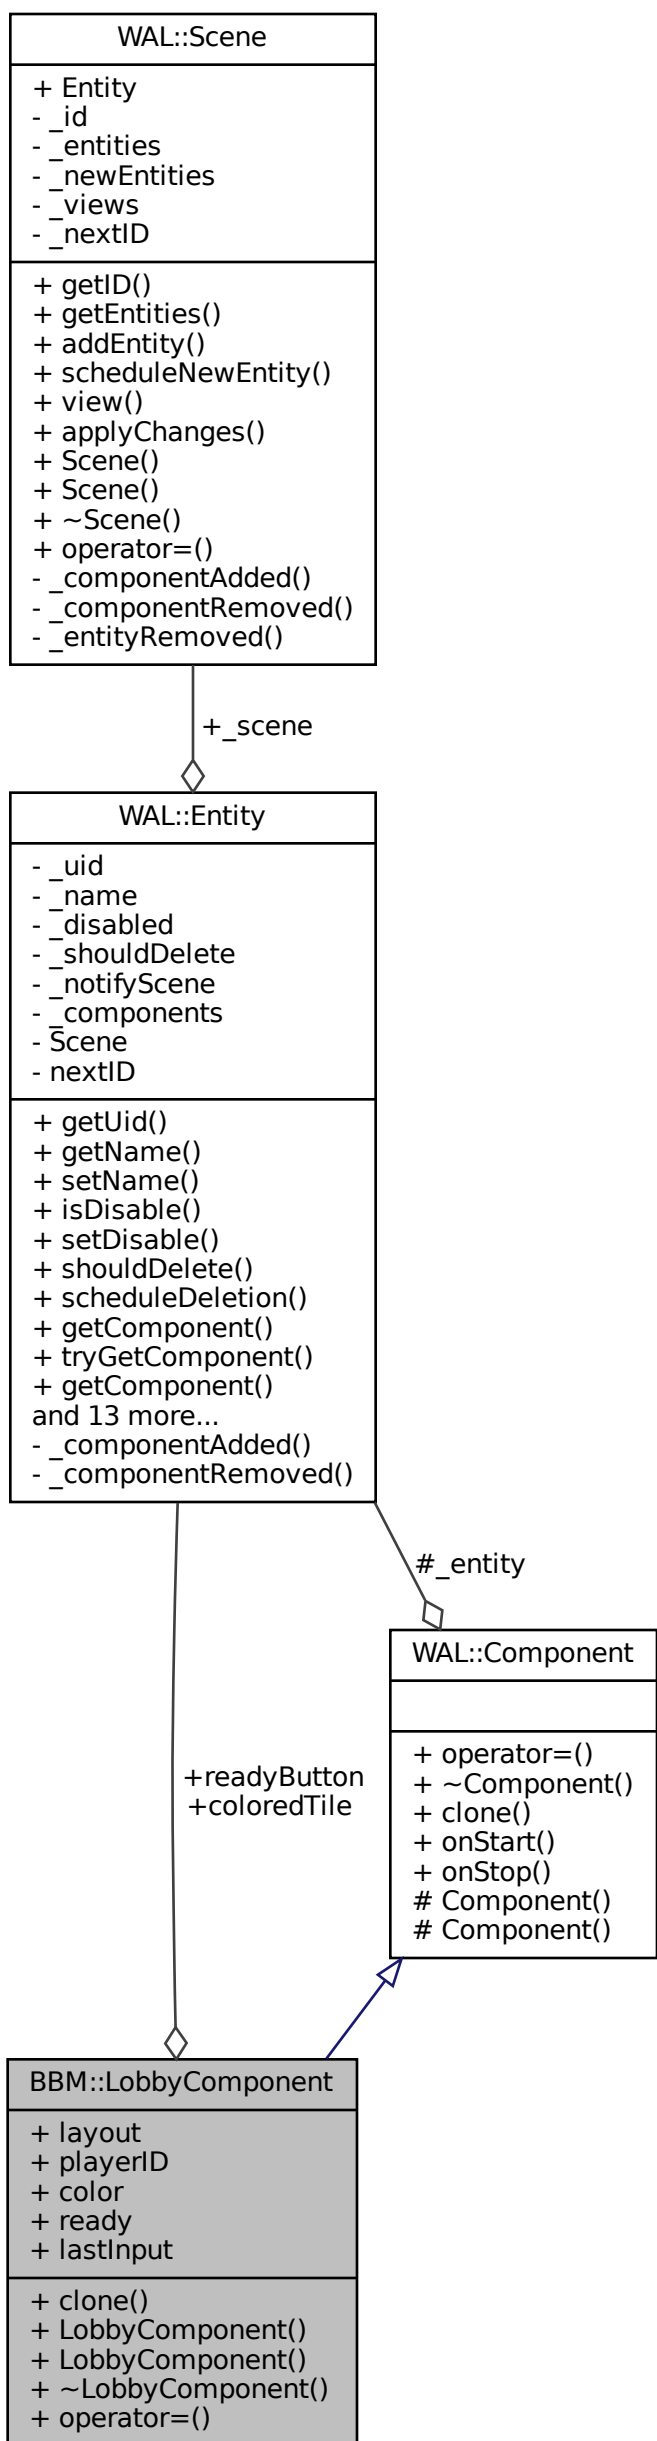 WAL::Scene
+ Entity
- _id
- _entities
- _newEntities
- _views
- _nextID
+ getID()
+ getEntities()
+ addEntity()
+ scheduleNewEntity()
+ view()
+ applyChanges()
+ Scene()
+ Scene()
+ ~Scene()
+ operator=()
- _componentAdded()
- _componentRemoved()
- _entityRemoved()
+_scene
WAL::Entity
- _uid
- _name
- _disabled
- _shouldDelete
- _notifyScene
- _components
- Scene
- nextID
+ getUid()
+ getName()
+ setName()
+ isDisable()
+ setDisable()
+ shouldDelete()
+ scheduleDeletion()
+ getComponent()
+ tryGetComponent()
+ getComponent()
and 13 more...
- _componentAdded()
- _componentRemoved()
#_entity
WAL::Component
+ operator=()
+ ~Component()
+ clone()
+ onStart()
+ onStop()
# Component()
# Component()
+readyButton
+coloredTile
BBM::LobbyComponent
+ layout
+ playerID
+ color
+ ready
+ lastInput
+ clone()
+ LobbyComponent()
+ LobbyComponent()
+ ~LobbyComponent()
+ operator=()